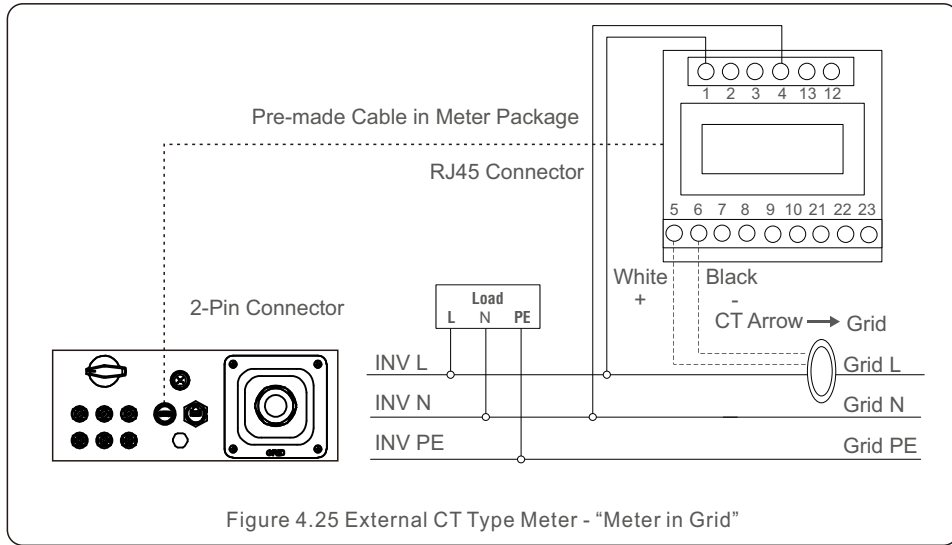 1 2 3 4 13 12
Pre-made Cable in Meter Package
RJ45 Connector
5 6 7 8 9 10 21 22 23
White Black
+ -
2-Pin Connector
Load
L N PE
CT Arrow → Grid
INV L Grid L
INV N Grid N
INV PE Grid PE
GRID
Figure 4.25 External CT Type Meter - “Meter in Grid”